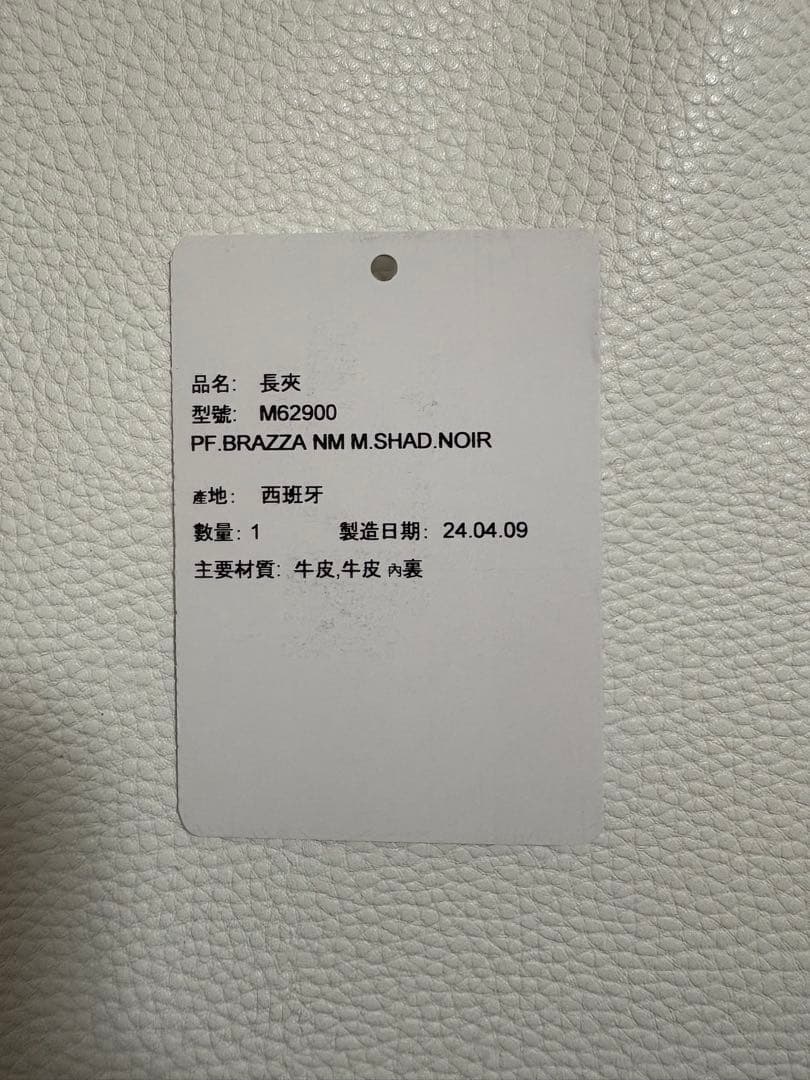 品名: 長夾
型號: M62900
PF.BRAZZA NM M.SHAD.NOIR
產地: 西班牙
數量: 1 製造日期: 24.04.09
主要材質: 牛皮,牛皮 內裏